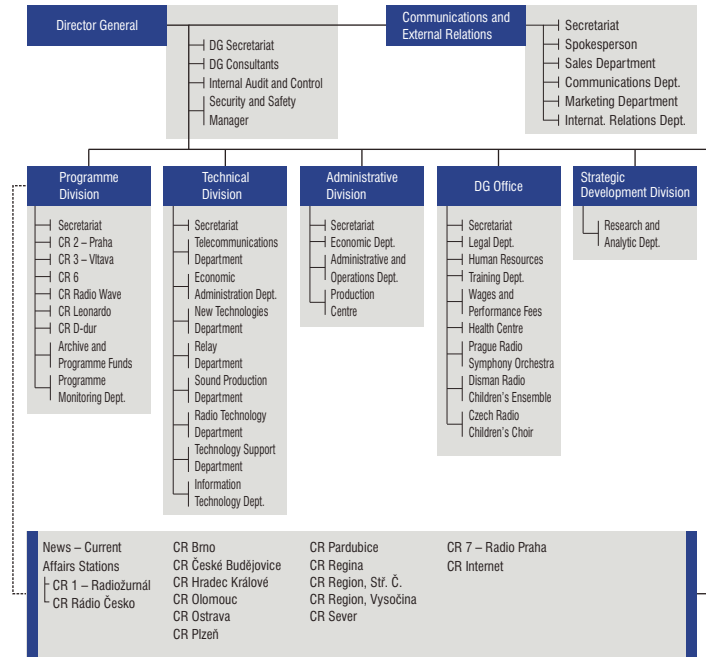 Director General
DG Secretariat
DG Consultants
Internal Audit and Control
Security and Safety
Manager
Communications and
External Relations
Secretariat
Spokesperson
Sales Department
Communications Dept.
Marketing Department
Internat. Relations Dept.
Programme
Division
Secretariat
CR 2 – Praha
CR 3 – Vltava
CR 6
CR Radio Wave
CR Leonardo
CR D-dur
Archive and
Programme Funds
Programme
Monitoring Dept.
Technical
Division
Secretariat
Telecommunications
Department
Economic
Administration Dept.
New Technologies
Department
Relay
Department
Sound Production
Department
Radio Technology
Department
Technology Support
Department
Information
Technology Dept.
Administrative
Division
Secretariat
Economic Dept.
Administrative and
Operations Dept.
Production
Centre
DG Office
Secretariat
Legal Dept.
Human Resources
Training Dept.
Wages and
Performance Fees
Health Centre
Prague Radio
Symphony Orchestra
Disman Radio
Children's Ensemble
Czech Radio
Children's Choir
Strategic
Development Division
Research and
Analytic Dept.
News – Current
Affairs Stations
CR 1 – Radiožurnál
CR Rádio Česko
CR Brno
CR České Budějovice
CR Hradec Králové
CR Olomouc
CR Ostrava
CR Plzeň
CR Pardubice
CR Regina
CR Region, Stř. Č.
CR Region, Vysočina
CR Sever
CR 7 – Radio Praha
CR Internet